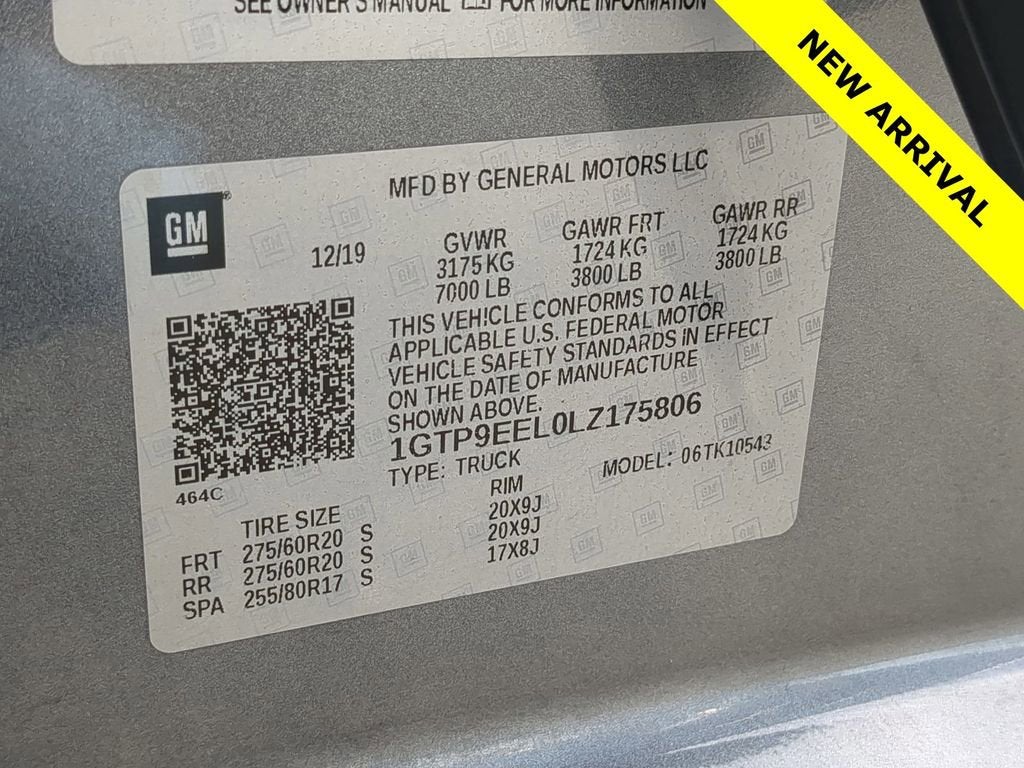 SEE OWNER'S MANUAL FOR MORE INFORMATION
NEW ARRIVAL
GM
MFD BY GENERAL MOTORS LLC
12/19
GVWR GAWR FRT GAWR RR
3175 KG 1724 KG 1724 KG
7000 LB 3800 LB 3800 LB
THIS VEHICLE CONFORMS TO ALL
APPLICABLE U.S. FEDERAL MOTOR
VEHICLE SAFETY STANDARDS IN EFFECT
ON THE DATE OF MANUFACTURE
SHOWN ABOVE.
1GTP9EEL0LZ175806
TYPE: TRUCK MODEL: 06TK10543
464C
TIRE SIZE RIM
FRT 275/60R20 S 20X9J
RR 275/60R20 S 20X9J
SPA 255/80R17 S 17X8J